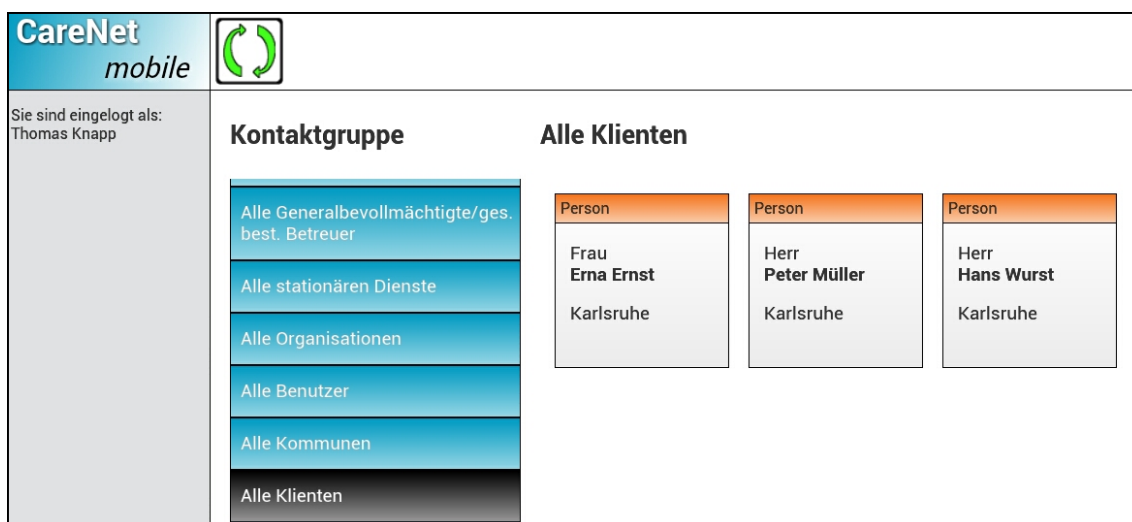 CareNet
mobile
Sie sind eingelogt als:
Thomas Knapp
Kontaktgruppe
Alle Generalbevollmächtigte/ges.
best. Betreuer
Alle stationären Dienste
Alle Organisationen
Alle Benutzer
Alle Kommunen
Alle Klienten
Alle Klienten
Person
Frau
Erna Ernst
Karlsruhe
Person
Herr
Peter Müller
Karlsruhe
Person
Herr
Hans Wurst
Karlsruhe